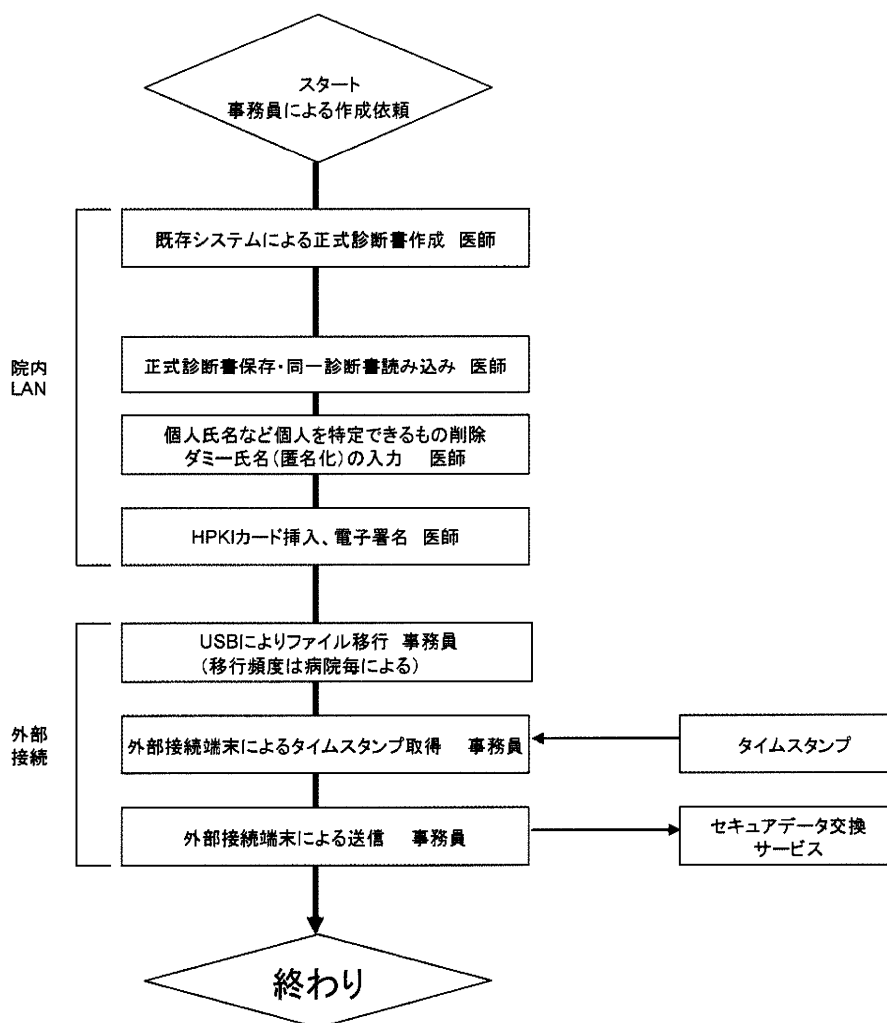 スタート
事務員による作成依頼
既存システムによる正式診断書作成 医師
院内
LAN
正式診断書保存・同一診断書読み込み 医師
個人氏名など個人を特定できるもの削除
ダミー氏名(匿名化)の入力 医師
HPKIカード挿入、電子署名 医師
外部
接続
USBによりファイル移行 事務員
(移行頻度は病院毎による)
外部接続端末によるタイムスタンプ取得 事務員
タイムスタンプ
外部接続端末による送信 事務員
セキュアデータ交換
サービス
終わり